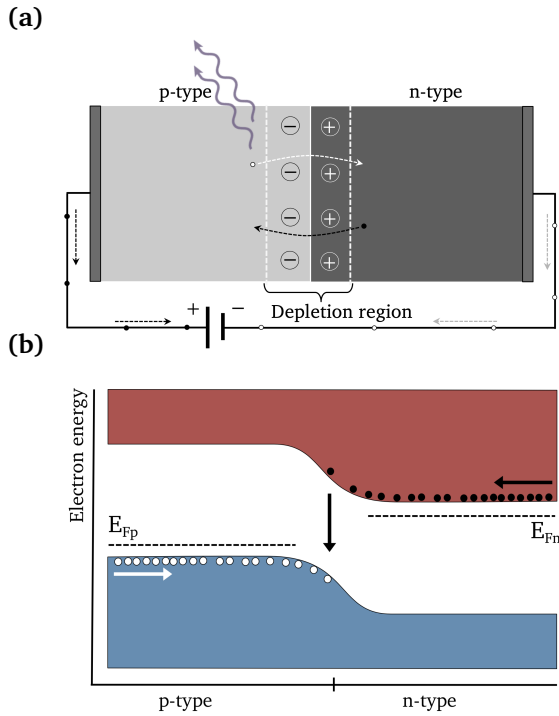 (a)
p-type
n-type
− +
− +
− +
− +
+ −
Depletion region
(b)
Electron energy
E_Fp
E_Fn
p-type
n-type